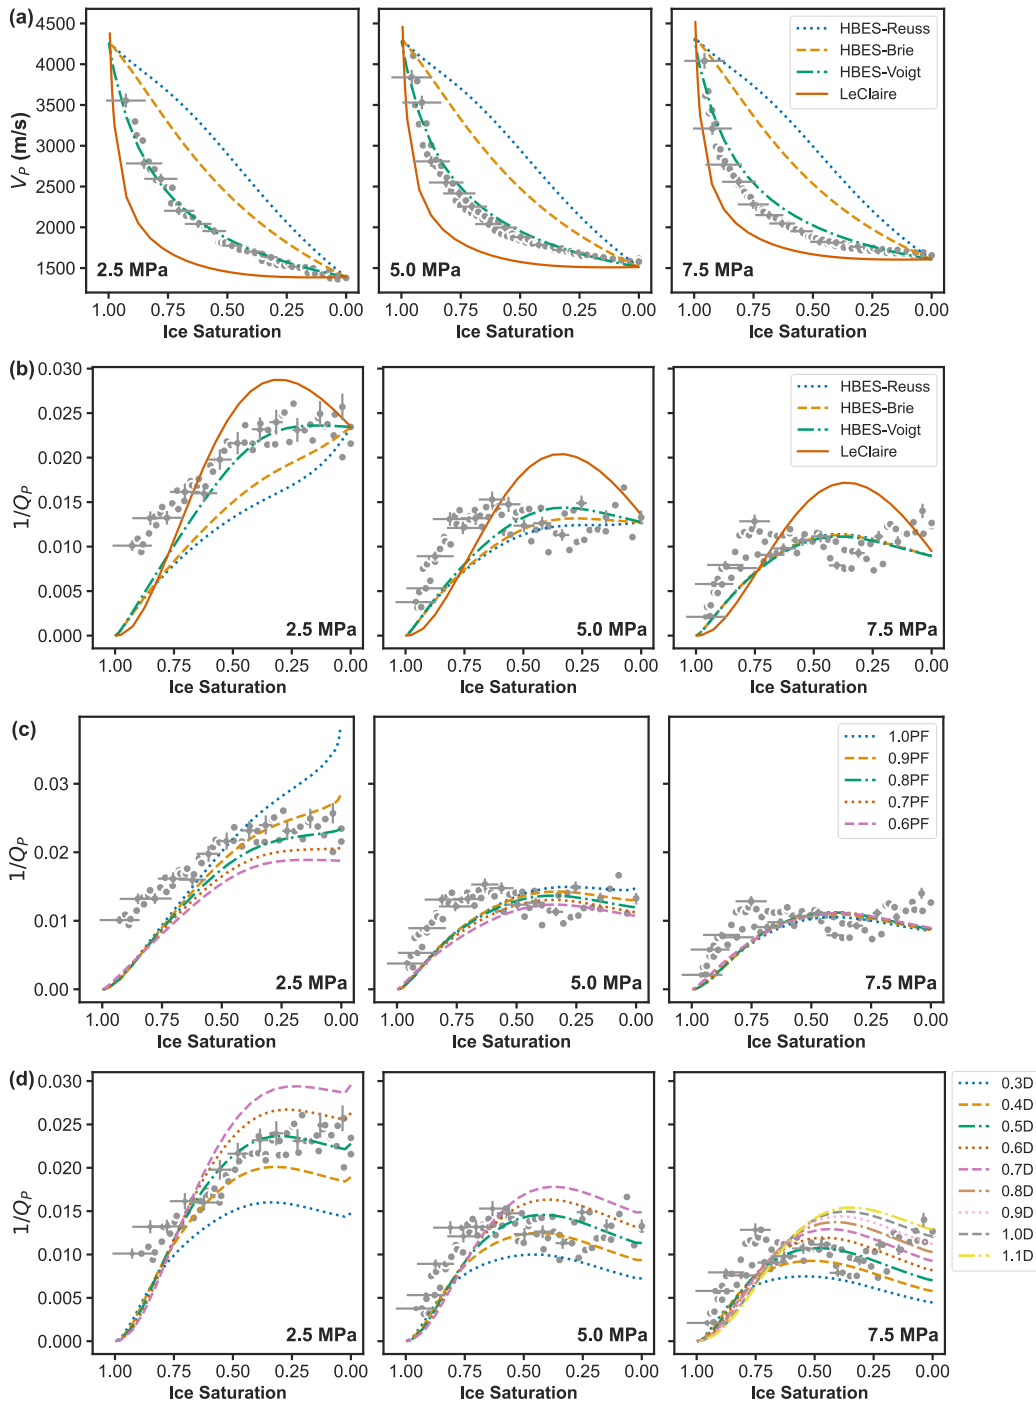 (a)
V_P (m/s)
4500
4000
3500
3000
2500
2000
1500
2.5 MPa
5.0 MPa
7.5 MPa
HBES-Reuss
HBES-Brie
HBES-Voigt
LeClaire
1.00 0.75 0.50 0.25 0.00
1.00 0.75 0.50 0.25 0.00
1.00 0.75 0.50 0.25 0.00
Ice Saturation
Ice Saturation
Ice Saturation
(b)
1/Q_P
0.030
0.025
0.020
0.015
0.010
0.005
0.000
2.5 MPa
5.0 MPa
7.5 MPa
HBES-Reuss
HBES-Brie
HBES-Voigt
LeClaire
1.00 0.75 0.50 0.25 0.00
1.00 0.75 0.50 0.25 0.00
1.00 0.75 0.50 0.25 0.00
Ice Saturation
Ice Saturation
Ice Saturation
(c)
1/Q_P
0.03
0.02
0.01
0.00
2.5 MPa
5.0 MPa
7.5 MPa
1.0PF
0.9PF
0.8PF
0.7PF
0.6PF
1.00 0.75 0.50 0.25 0.00
1.00 0.75 0.50 0.25 0.00
1.00 0.75 0.50 0.25 0.00
Ice Saturation
Ice Saturation
Ice Saturation
(d)
1/Q_P
0.030
0.025
0.020
0.015
0.010
0.005
0.000
2.5 MPa
5.0 MPa
7.5 MPa
0.3D
0.4D
0.5D
0.6D
0.7D
0.8D
0.9D
1.0D
1.1D
1.00 0.75 0.50 0.25 0.00
1.00 0.75 0.50 0.25 0.00
1.00 0.75 0.50 0.25 0.00
Ice Saturation
Ice Saturation
Ice Saturation